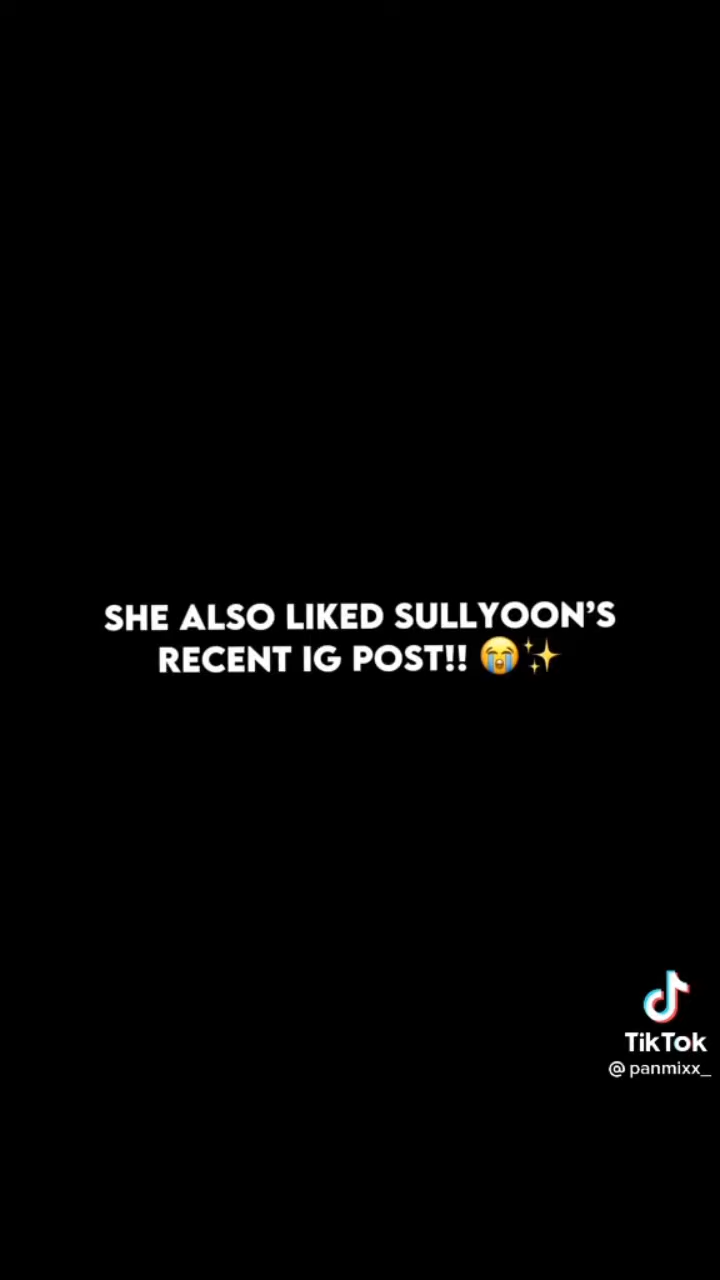 SHE ALSO LIKED SULLYOON’S
RECENT IG POST!! 😭✨
TikTok
@panmixx_